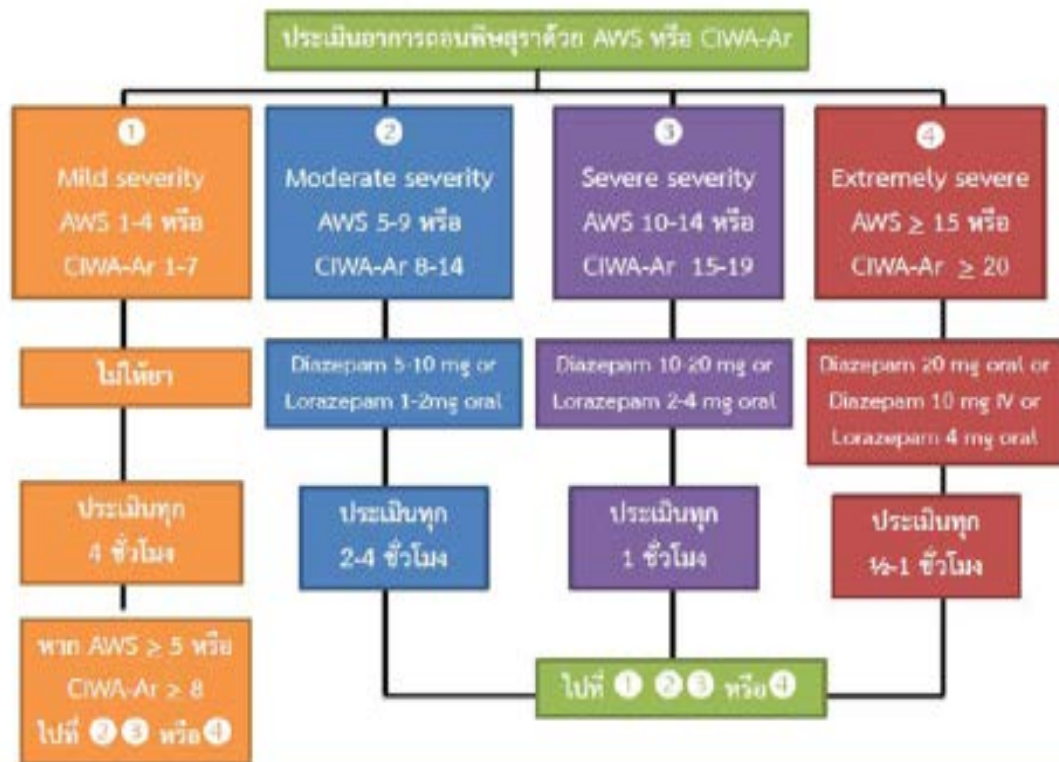 ประเมินอาการถอนพิษสุราด้วย AWS หรือ CIWA-Ar
1
Mild severity
AWS 1-4 หรือ
CIWA-Ar 1-7
ไม่ให้ยา
ประเมินทุก
4 ชั่วโมง
หาก AWS ≥ 5 หรือ
CIWA-Ar ≥ 8
ไปที่ 2 3 หรือ 4
2
Moderate severity
AWS 5-9 หรือ
CIWA-Ar 8-14
Diazepam 5-10 mg or
Lorazepam 1-2mg oral
ประเมินทุก
2-4 ชั่วโมง
3
Severe severity
AWS 10-14 หรือ
CIWA-Ar 15-19
Diazepam 10-20 mg or
Lorazepam 2-4 mg oral
ประเมินทุก
1 ชั่วโมง
4
Extremely severe
AWS ≥ 15 หรือ
CIWA-Ar ≥ 20
Diazepam 20 mg oral or
Diazepam 10 mg IV or
Lorazepam 4 mg oral
ประเมินทุก
½-1 ชั่วโมง
ไปที่ 1 2 3 หรือ 4